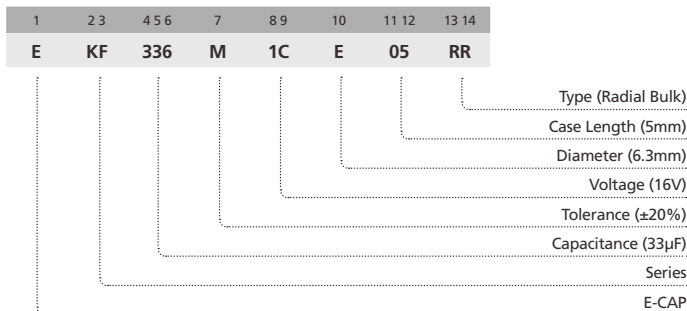 1 2 3 4 5 6 7 8 9 10 11 12 13 14
E KF 336 M 1C E 05 RR
Type (Radial Bulk)
Case Length (5mm)
Diameter (6.3mm)
Voltage (16V)
Tolerance (±20%)
Capacitance (33µF)
Series
E-CAP